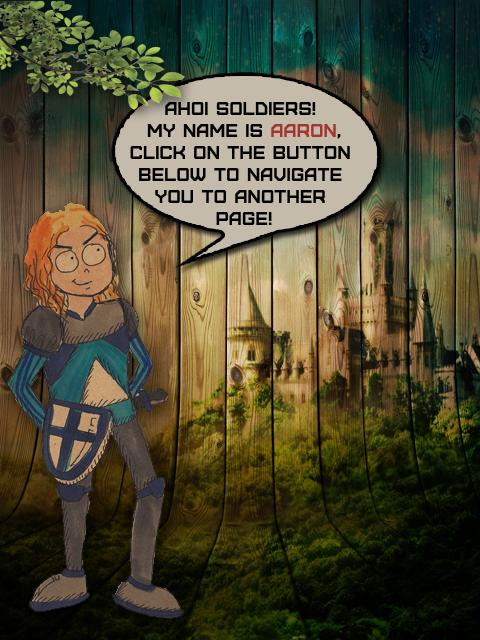 AHOI SOLDIERS!
MY NAME IS AARON,
CLICK ON THE BUTTON
BELOW TO NAVIGATE
YOU TO ANOTHER
PAGE!